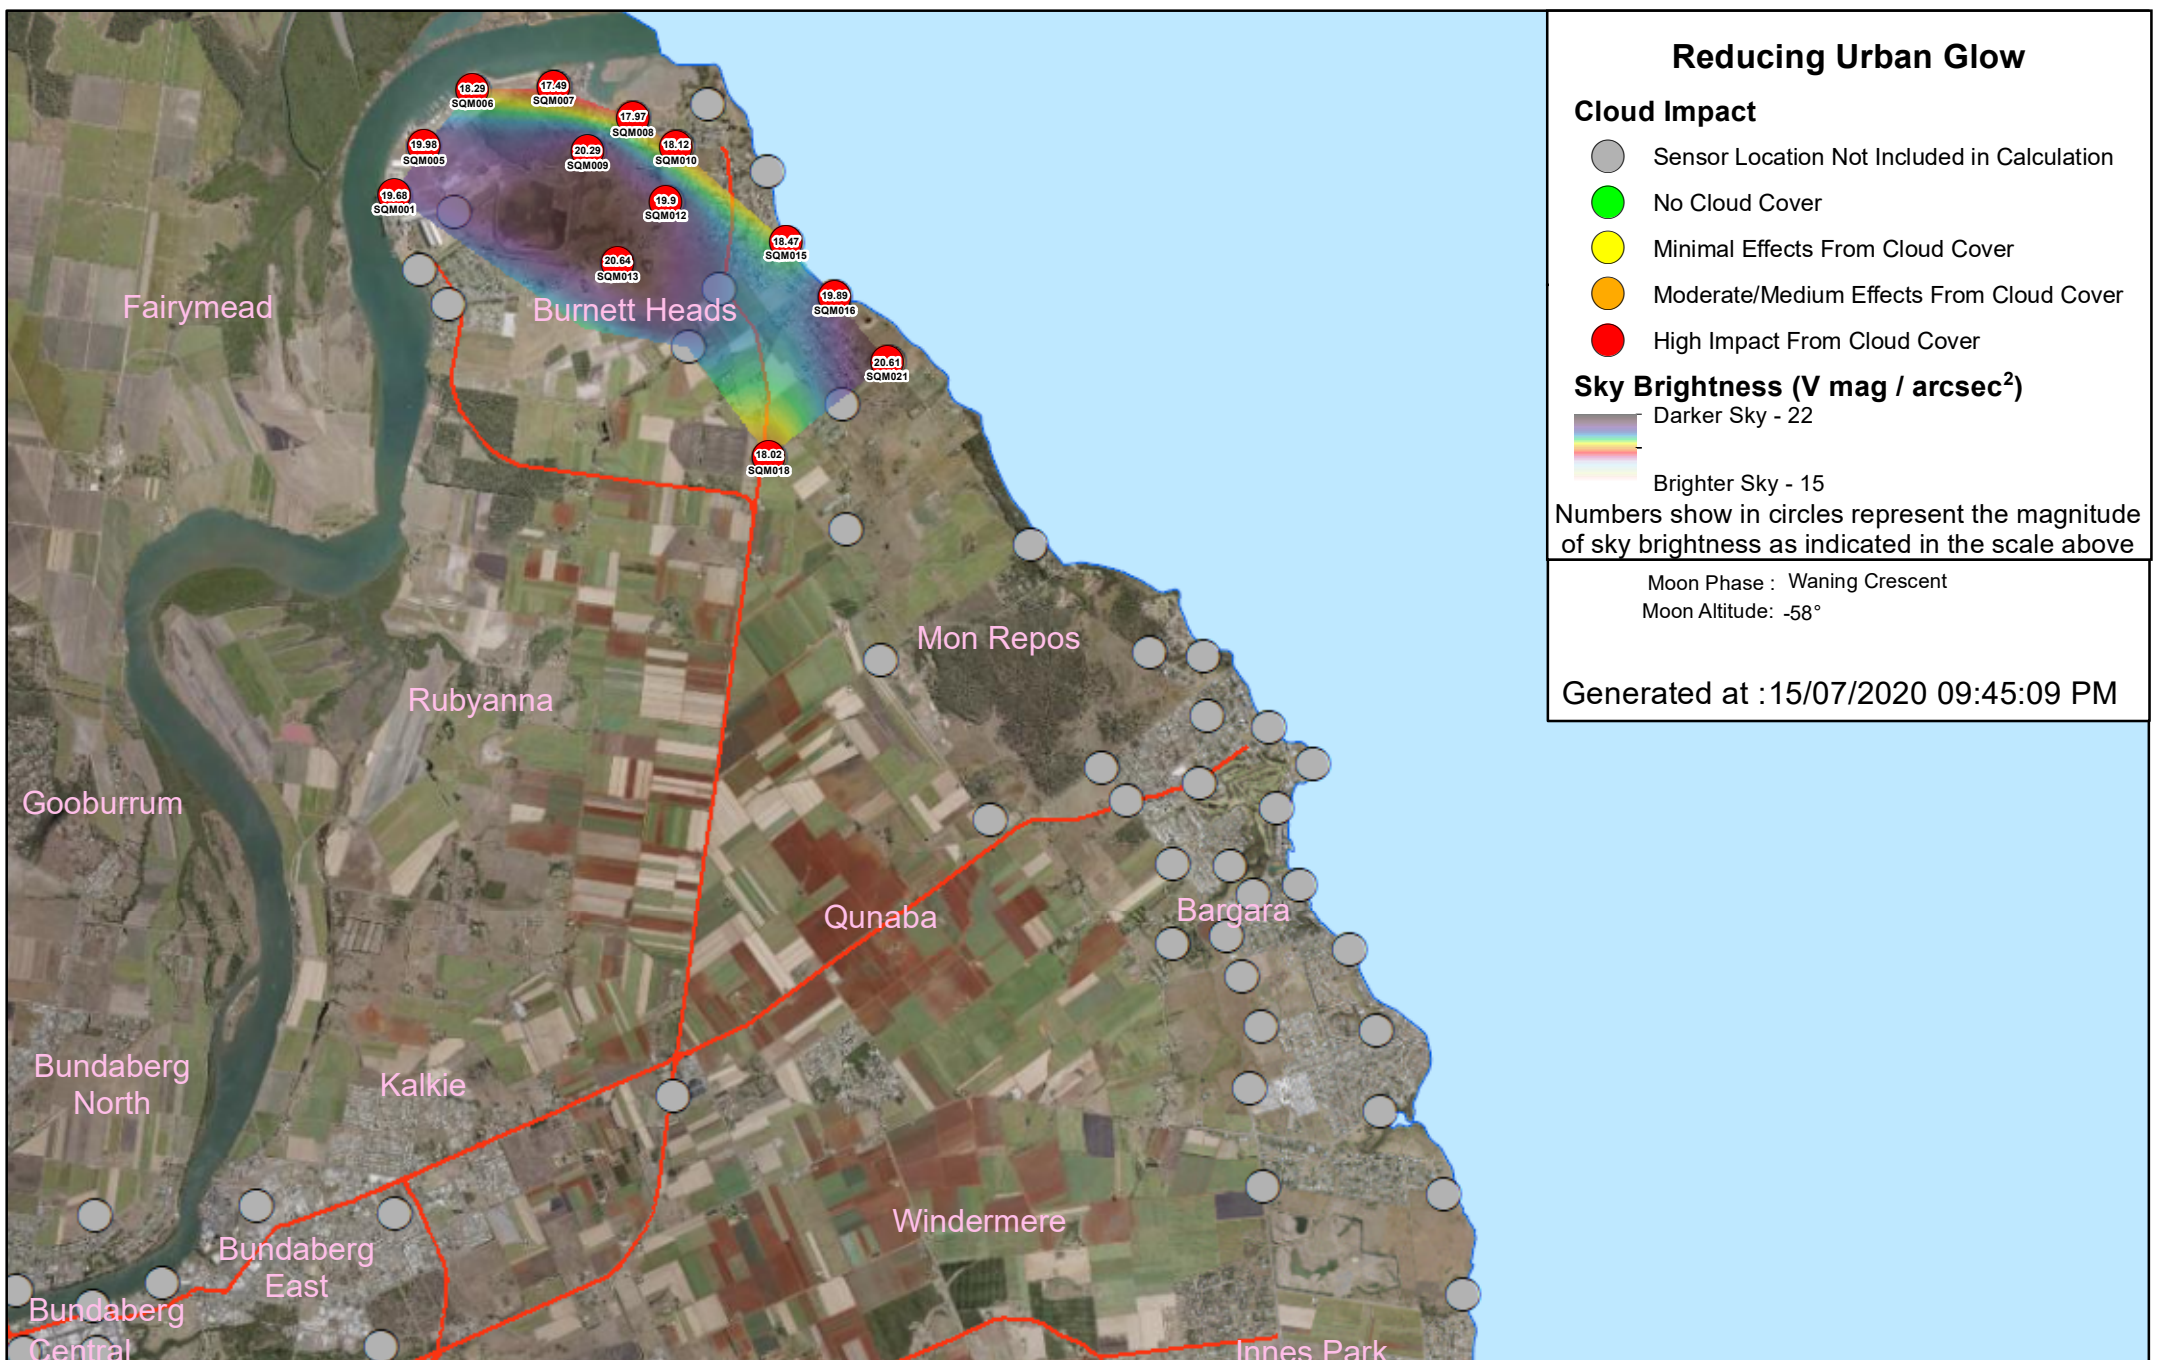 Reducing Urban Glow
Cloud Impact
Sensor Location Not Included in Calculation
No Cloud Cover
Minimal Effects From Cloud Cover
Moderate/Medium Effects From Cloud Cover
High Impact From Cloud Cover
Sky Brightness (V mag / arcsec²)
Darker Sky - 22
Brighter Sky - 15
Numbers show in circles represent the magnitude
of sky brightness as indicated in the scale above
Moon Phase : Waning Crescent
Moon Altitude: -58°
Generated at :15/07/2020 09:45:09 PM
18.29
SQM006
17.49
SQM007
17.97
SQM008
19.98
SQM005
20.29
SQM009
18.12
SQM010
19.68
SQM001
19.9
SQM012
18.47
SQM015
20.64
SQM013
19.89
SQM016
20.61
SQM021
18.02
SQM018
Fairymead
Burnett Heads
Mon Repos
Rubyanna
Gooburrum
Qunaba
Bargara
Bundaberg
North
Kalkie
Windermere
Bundaberg
East
Bundaberg
Central
Innes Park